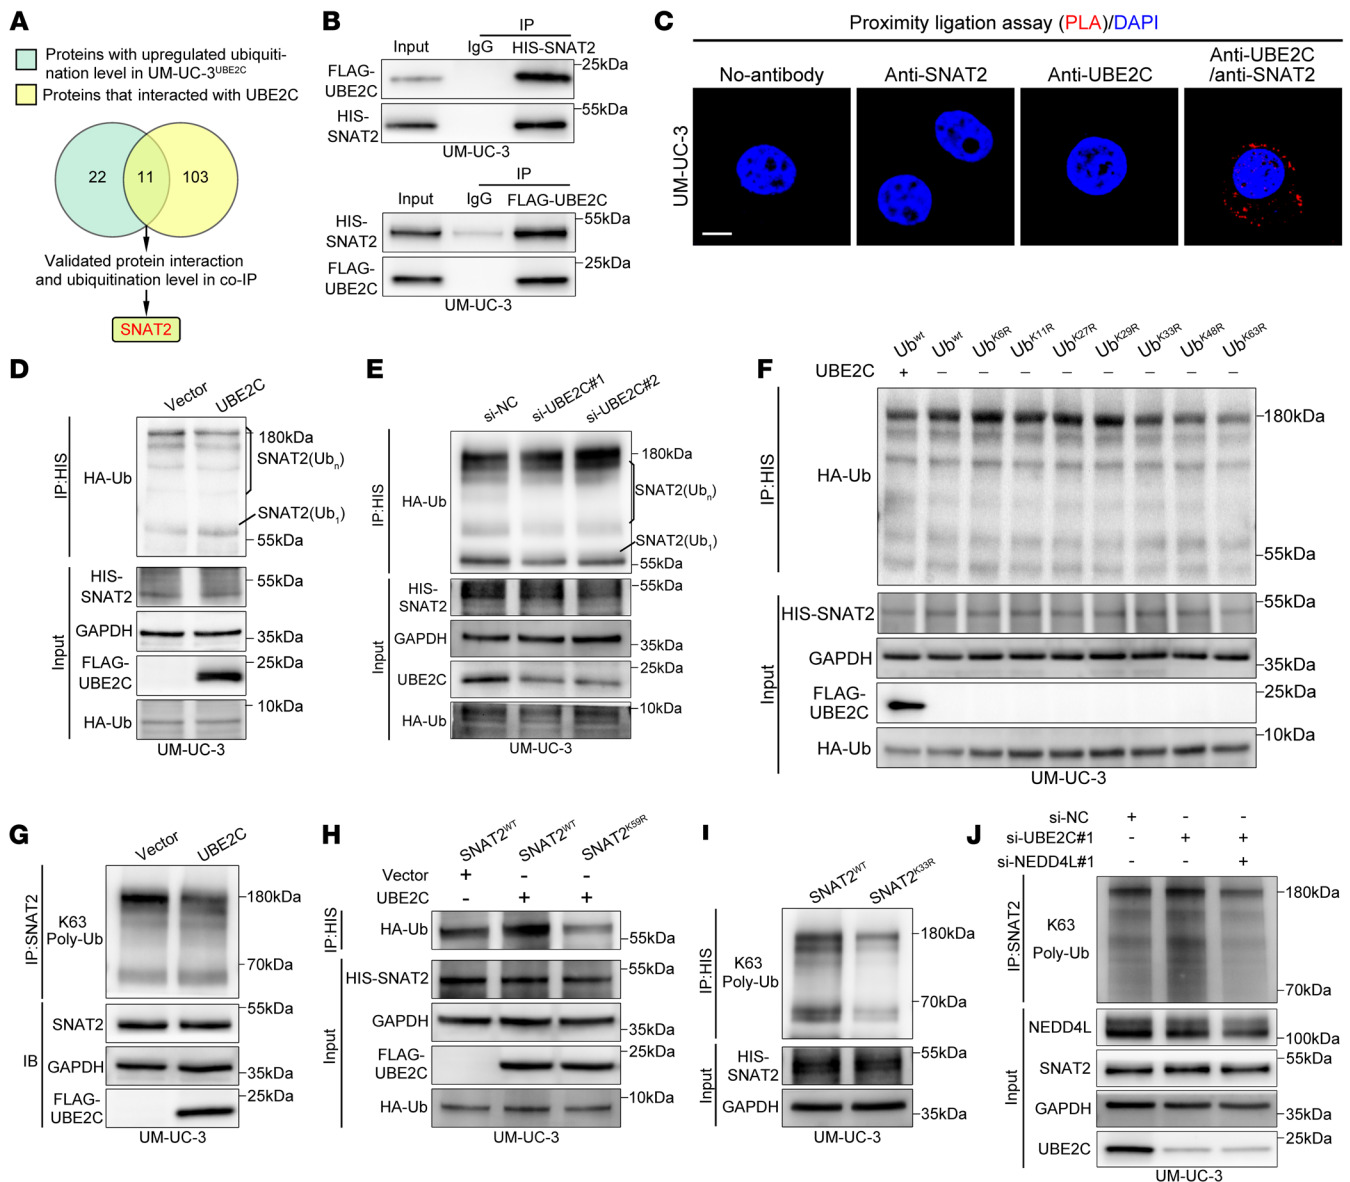 A
Proteins with upregulated ubiquiti-
nation level in UM-UC-3UBE2C
Proteins that interacted with UBE2C
22
11
103
Validated protein interaction
and ubiquitination level in co-IP
SNAT2
B
IP
Input IgG HIS-SNAT2
FLAG-
UBE2C
25kDa
HIS-
SNAT2
55kDa
UM-UC-3
IP
Input IgG FLAG-UBE2C
HIS-
SNAT2
55kDa
FLAG-
UBE2C
25kDa
UM-UC-3
C
Proximity ligation assay (PLA)/DAPI
No-antibody
Anti-SNAT2
Anti-UBE2C
Anti-UBE2C
/anti-SNAT2
UM-UC-3
D
Vector
UBE2C
IP:HIS
HA-Ub
180kDa
SNAT2(Ubn)
SNAT2(Ub1)
55kDa
Input
HIS-
SNAT2
55kDa
GAPDH
35kDa
FLAG-
UBE2C
25kDa
HA-Ub
10kDa
UM-UC-3
E
si-NC
si-UBE2C#1
si-UBE2C#2
IP:HIS
HA-Ub
180kDa
SNAT2(Ubn)
SNAT2(Ub1)
55kDa
Input
HIS-
SNAT2
55kDa
GAPDH
35kDa
UBE2C
25kDa
HA-Ub
10kDa
UM-UC-3
F
Ubwt Ubwt UbK6R UbK11R UbK27R UbK29R UbK33R UbK48R UbK63R
UBE2C + − − − − − − − −
IP:HIS
HA-Ub
180kDa
55kDa
Input
HIS-SNAT2
55kDa
GAPDH
35kDa
FLAG-
UBE2C
25kDa
HA-Ub
10kDa
UM-UC-3
G
Vector
UBE2C
IP:SNAT2
K63
Poly-Ub
180kDa
70kDa
IB
SNAT2
55kDa
GAPDH
35kDa
FLAG-
UBE2C
25kDa
UM-UC-3
H
SNAT2WT SNAT2WT SNAT2K59R
Vector + - -
UBE2C - + +
IP:HIS
HA-Ub
55kDa
Input
HIS-SNAT2
55kDa
GAPDH
35kDa
FLAG-
UBE2C
25kDa
HA-Ub
10kDa
UM-UC-3
I
SNAT2WT
SNAT2K33R
IP:HIS
K63
Poly-Ub
180kDa
70kDa
Input
HIS-
SNAT2
55kDa
GAPDH
35kDa
UM-UC-3
J
si-NC + - -
si-UBE2C#1 - + +
si-NEDD4L#1 - - +
IP:SNAT2
K63
Poly-Ub
180kDa
70kDa
Input
NEDD4L
100kDa
SNAT2
55kDa
GAPDH
35kDa
UBE2C
25kDa
UM-UC-3